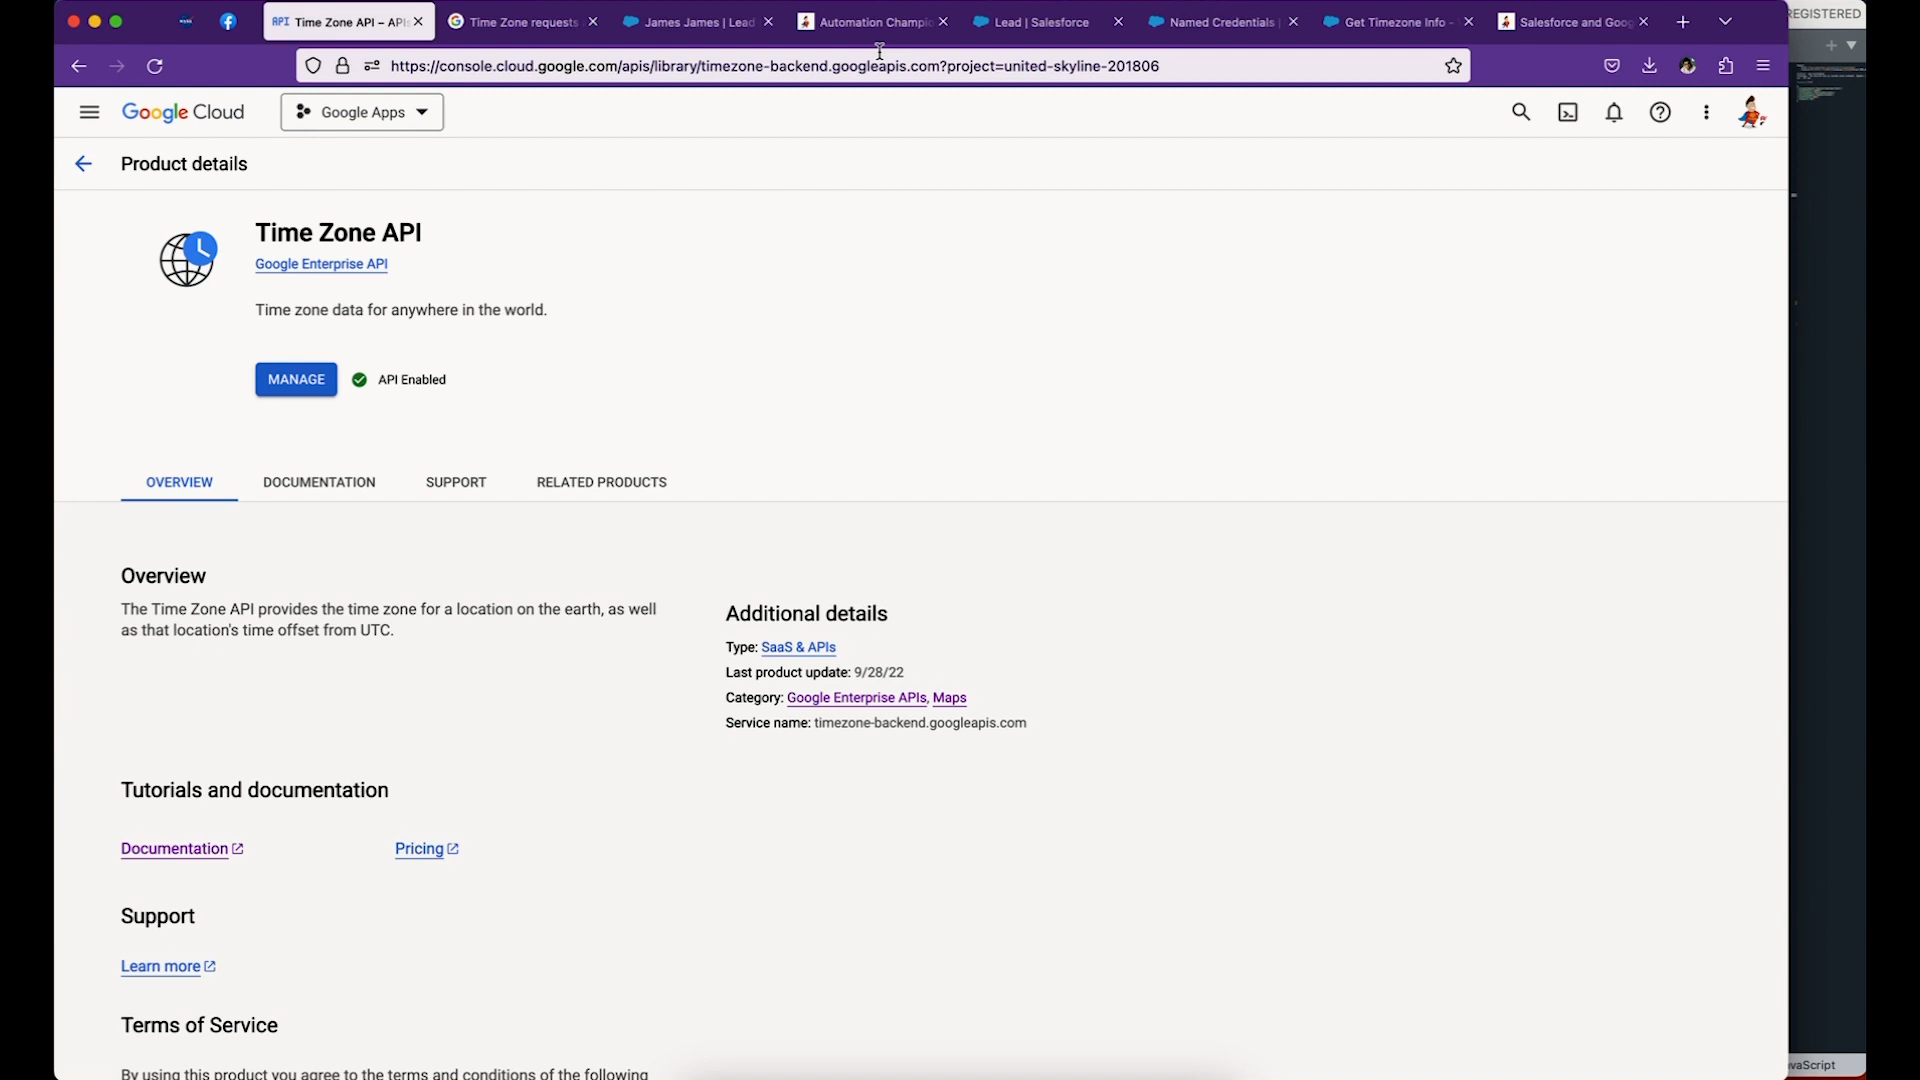 API Time Zone API – APIs
Time Zone requests
James James | Lead
Automation Champio
Lead | Salesforce
Named Credentials |
Get Timezone Info -
Salesforce and Goog
REGISTERED
https://console.cloud.google.com/apis/library/timezone-backend.googleapis.com?project=united-skyline-201806
Google Cloud
Google Apps
Product details
Time Zone API
Google Enterprise API
Time zone data for anywhere in the world.
MANAGE
API Enabled
OVERVIEW
DOCUMENTATION
SUPPORT
RELATED PRODUCTS
Overview
The Time Zone API provides the time zone for a location on the earth, as well
as that location's time offset from UTC.
Additional details
Type: SaaS & APIs
Last product update: 9/28/22
Category: Google Enterprise APIs, Maps
Service name: timezone-backend.googleapis.com
Tutorials and documentation
Documentation
Pricing
Support
Learn more
Terms of Service
By using this product you agree to the terms and conditions of the following
vaScript